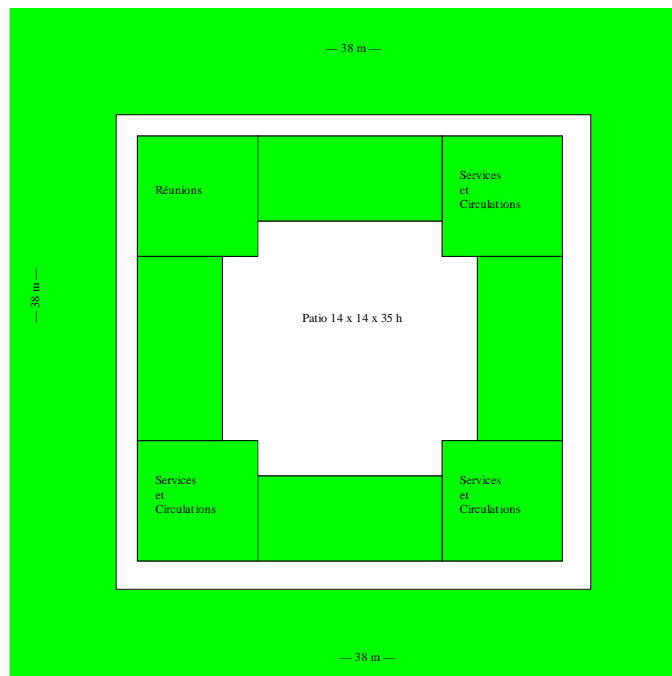 — 38 m —
Réunions
Services
et
Circulations
— 38 m —
Patio 14 x 14 x 35 h
Services
et
Circulations
Services
et
Circulations
— 38 m —